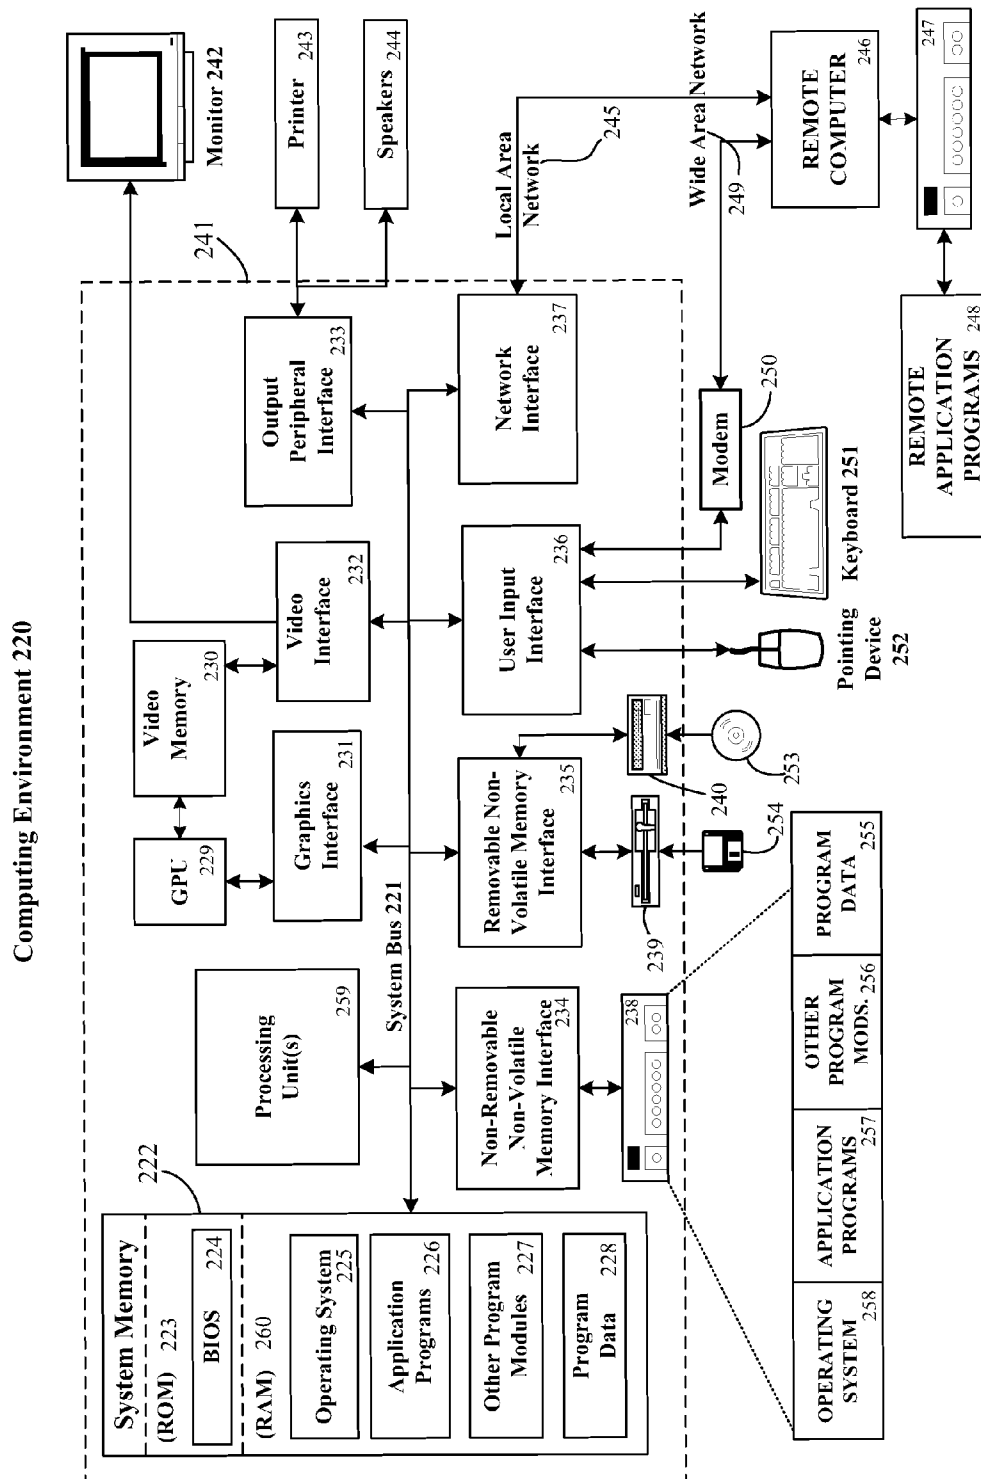 Computing Environment 220
System Memory
222
(ROM) 223
BIOS 224
(RAM) 260
Operating System
225
Application
Programs 226
Other Program
Modules 227
Program
Data 228
Processing
Unit(s)
259
System Bus 221
GPU
229
Video
Memory
230
Graphics
Interface
231
Video
Interface
232
Output
Peripheral
Interface
233
241
Monitor 242
Printer
243
Speakers
244
Non-Removable
Non-Volatile
Memory Interface
234
Removable Non-
Volatile Memory
Interface
235
User Input
Interface
236
Network
Interface
237
Local Area
Network
245
Wide Area Network
249
REMOTE
COMPUTER
246
247
238
239
240
254
253
Pointing
Device
252
Keyboard 251
Modem
250
REMOTE
APPLICATION
PROGRAMS
248
OPERATING
SYSTEM
258
APPLICATION
PROGRAMS
257
OTHER
PROGRAM
MODS. 256
PROGRAM
DATA
255